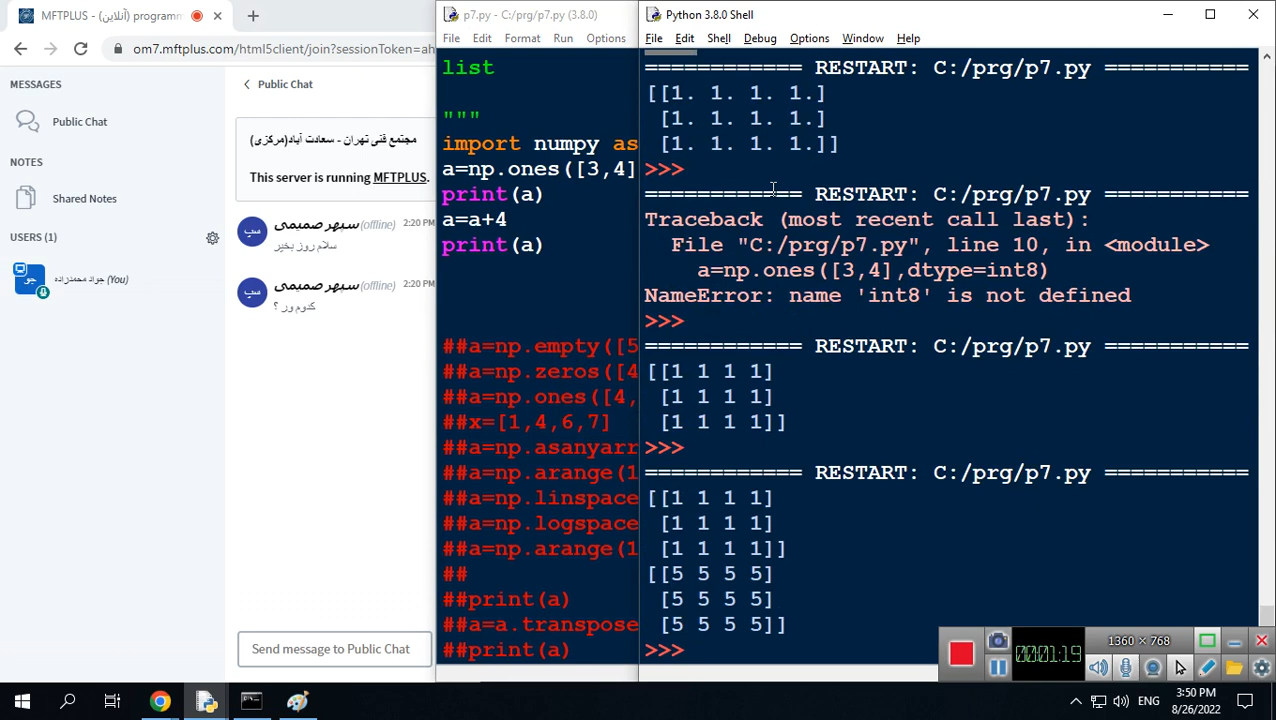 MFTPLUS - (آنلاین) programm
om7.mftplus.com/html5client/join?sessionToken=ah
MESSAGES
Public Chat
NOTES
Shared Notes
USERS (1)
جو
جواد محمدزاده (You)
Public Chat
مجتمع فنی تهران - سعادت آباد(مرکزی)
This server is running MFTPLUS.
سپهر صمیمی (offline) 2:20 PM
سلام روز بخیر
سپهر صمیمی (offline) 2:20 PM
کدوم ور ؟
Send message to Public Chat
p7.py - C:/prg/p7.py (3.8.0)
File Edit Format Run Options
list
"""
import numpy as
a=np.ones([3,4]
print(a)
a=a+4
print(a)
##a=np.empty([5
##a=np.zeros([4
##a=np.ones([4,
##x=[1,4,6,7]
##a=np.asanyarr
##a=np.arange(1
##a=np.linspace
##a=np.logspace
##a=np.arange(1
##
##print(a)
##a=a.transpose
##print(a)
Python 3.8.0 Shell
File Edit Shell Debug Options Window Help
============ RESTART: C:/prg/p7.py ===========
[[1. 1. 1. 1.]
[1. 1. 1. 1.]
[1. 1. 1. 1.]]
>>>
============ RESTART: C:/prg/p7.py ===========
Traceback (most recent call last):
File "C:/prg/p7.py", line 10, in <module>
a=np.ones([3,4],dtype=int8)
NameError: name 'int8' is not defined
>>>
============ RESTART: C:/prg/p7.py ===========
[[1 1 1 1]
[1 1 1 1]
[1 1 1 1]]
>>>
============ RESTART: C:/prg/p7.py ===========
[[1 1 1 1]
[1 1 1 1]
[1 1 1 1]]
[[5 5 5 5]
[5 5 5 5]
[5 5 5 5]]
>>>
1360 × 768
00:01:19
ENG
3:50 PM
8/26/2022